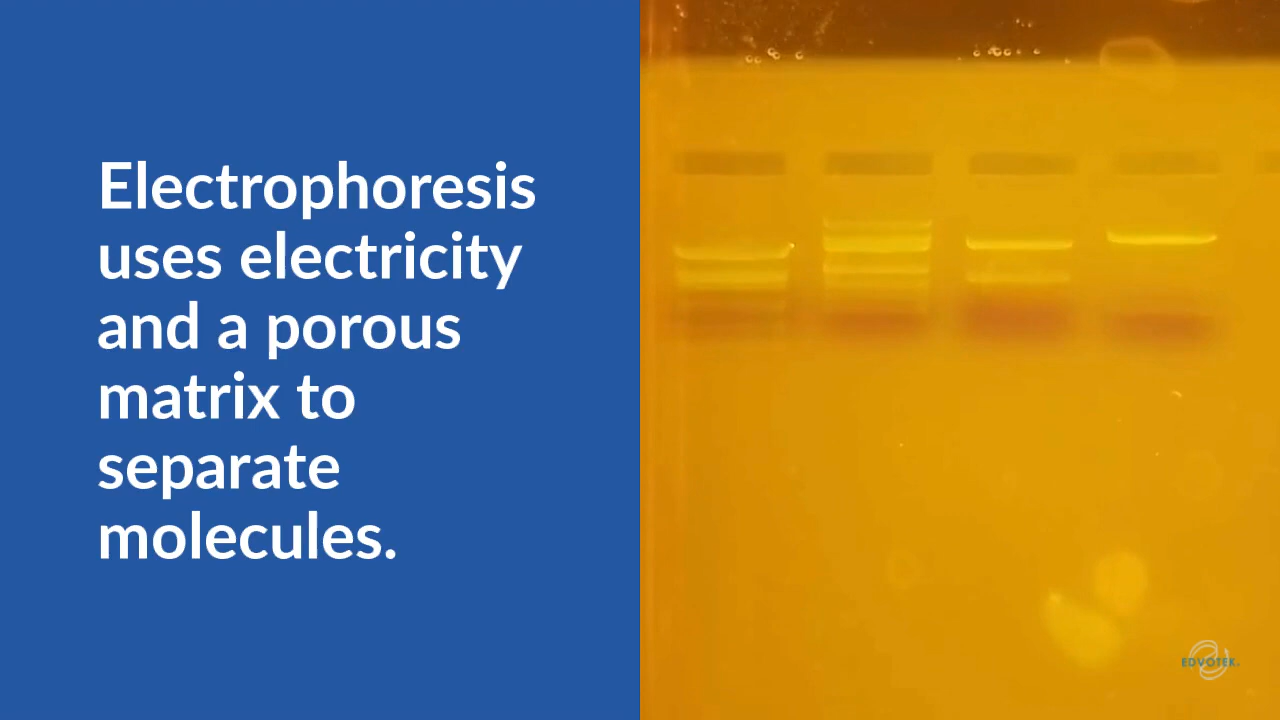 Electrophoresis
uses electricity
and a porous
matrix to
separate
molecules.
EDVOTEK.